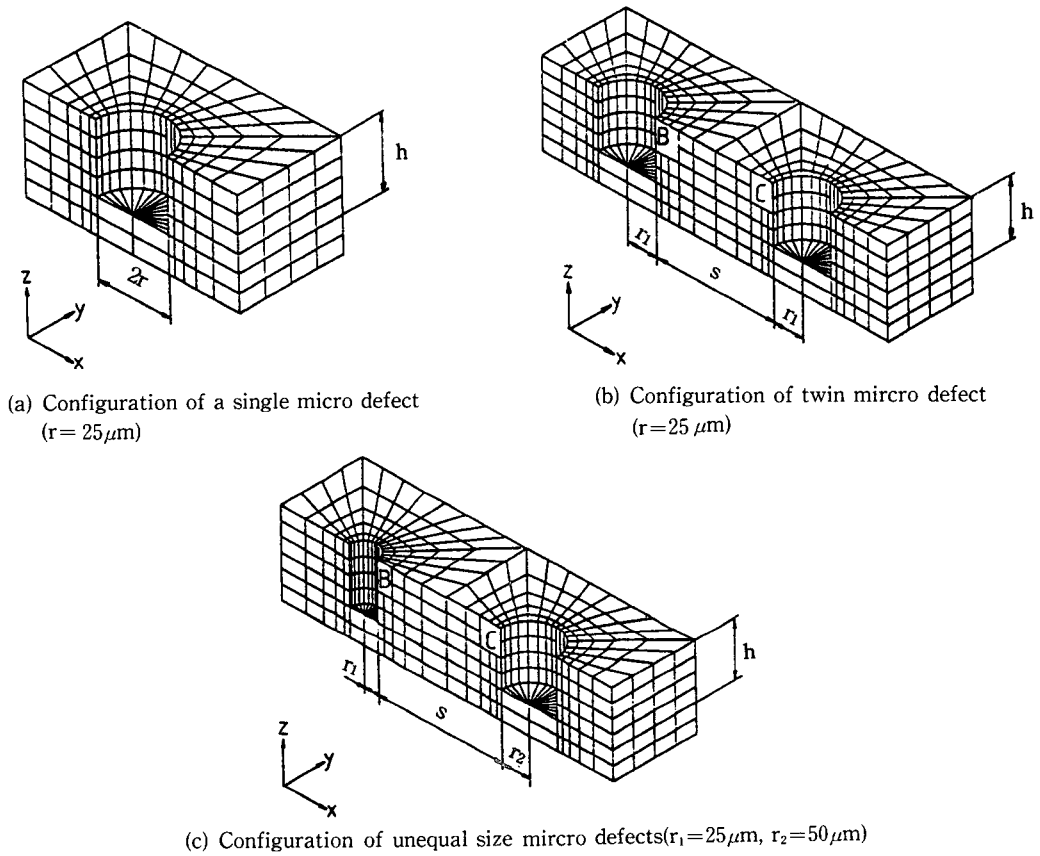 h
2r
z
y
x
(a) Configuration of a single micro defect
(r= 25μm)
B
C
h
r₁
s
r₁
z
y
x
(b) Configuration of twin mircro defect
(r=25 μm)
B
C
h
r₁
s
r₂
z
y
x
(c) Configuration of unequal size mircro defects(r₁=25μm, r₂=50μm)